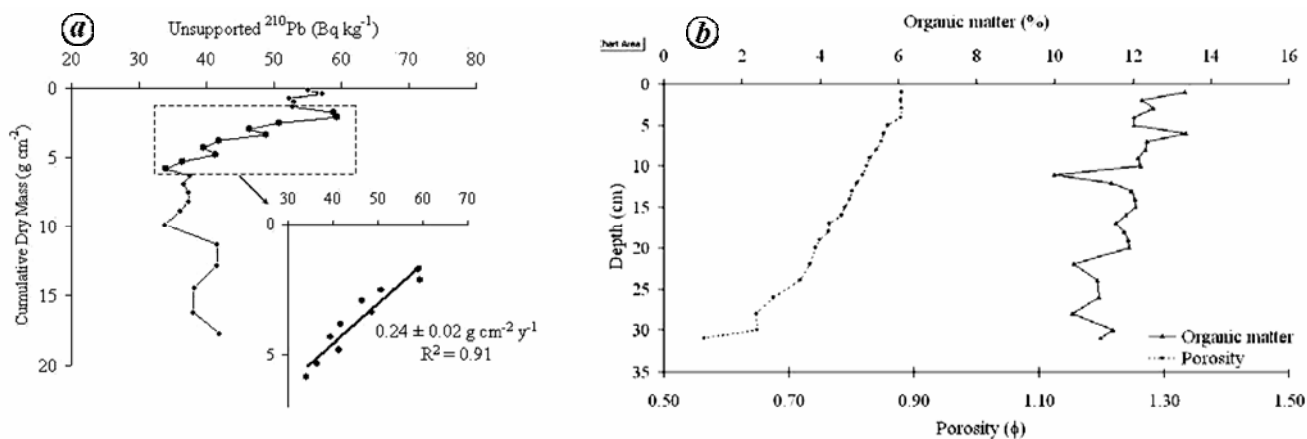 a
Unsupported ²¹⁰Pb (Bq kg⁻¹)
20 30 40 50 60 70 80
Cumulative Dry Mass (g cm⁻²)
0
5
10
15
20
30 40 50 60 70
0
5
0.24 ± 0.02 g cm⁻² y⁻¹
R² = 0.91
Chart Area
b
Organic matter (%)
0 2 4 6 8 10 12 14 16
Depth (cm)
0
5
10
15
20
25
30
35
Organic matter
Porosity
0.50 0.70 0.90 1.10 1.30 1.50
Porosity (ϕ)